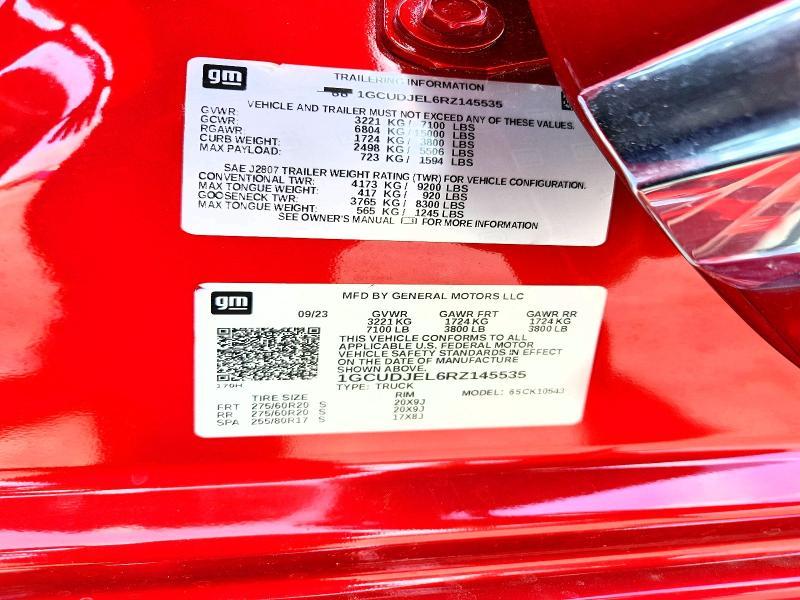 gm
TRAILERING INFORMATION
1GCUDJEL6RZ145535
VEHICLE AND TRAILER MUST NOT EXCEED ANY OF THESE VALUES.
GVWR: 3221 KG / 7100 LBS
GCWR: 6804 KG / 15000 LBS
RGAWR: 1724 KG / 3800 LBS
CURB WEIGHT: 2498 KG / 5506 LBS
MAX PAYLOAD: 723 KG / 1594 LBS
SAE J2807 TRAILER WEIGHT RATING (TWR) FOR VEHICLE CONFIGURATION.
CONVENTIONAL TWR: 4173 KG / 9200 LBS
MAX TONGUE WEIGHT: 417 KG / 920 LBS
GOOSENECK TWR: 3765 KG / 8300 LBS
MAX TONGUE WEIGHT: 565 KG / 1245 LBS
SEE OWNER'S MANUAL FOR MORE INFORMATION
gm
MFD BY GENERAL MOTORS LLC
09/23 GVWR GAWR FRT GAWR RR
3221 KG 1724 KG 1724 KG
7100 LB 3800 LB 3800 LB
THIS VEHICLE CONFORMS TO ALL
APPLICABLE U.S. FEDERAL MOTOR
VEHICLE SAFETY STANDARDS IN EFFECT
ON THE DATE OF MANUFACTURE
SHOWN ABOVE.
1GCUDJEL6RZ145535
TYPE: TRUCK
MODEL: 6SCK10543
TIRE SIZE RIM
FRT 275/60R20 S 20X9J
RR 275/60R20 S 20X9J
SPA 255/80R17 S 17X8J